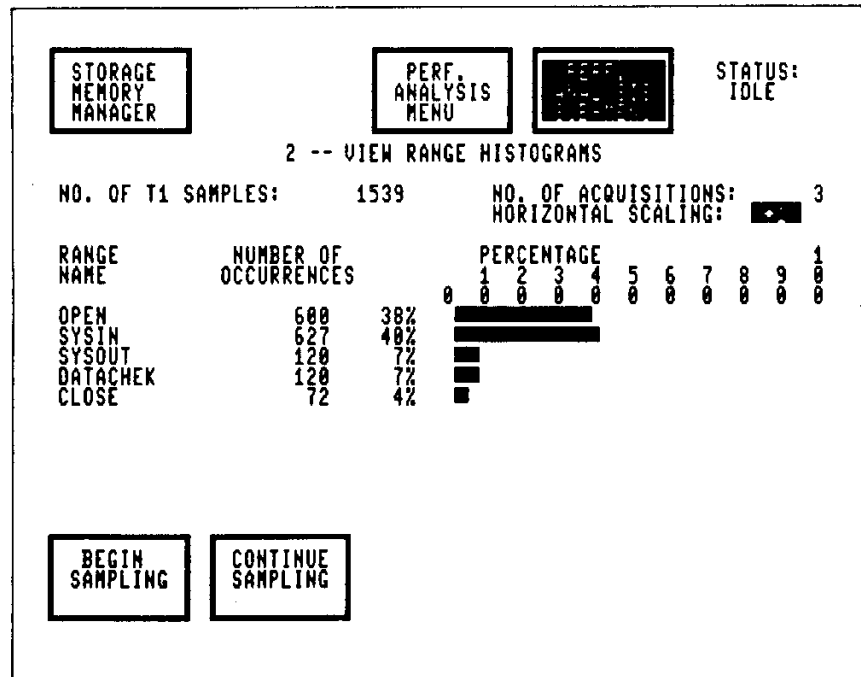 STORAGE
MEMORY
MANAGER
PERF.
ANALYSIS
MENU
STATUS:
IDLE
2 -- VIEW RANGE HISTOGRAMS
NO. OF T1 SAMPLES: 1539
NO. OF ACQUISITIONS: 3
HORIZONTAL SCALING:
RANGE NUMBER OF PERCENTAGE 1
NAME OCCURRENCES 1 2 3 4 5 6 7 8 9 0
0 0 0 0 0 0 0 0 0 0 0
OPEN 600 38%
SYSIN 627 40%
SYSOUT 120 7%
DATACHEK 120 7%
CLOSE 72 4%
BEGIN
SAMPLING
CONTINUE
SAMPLING